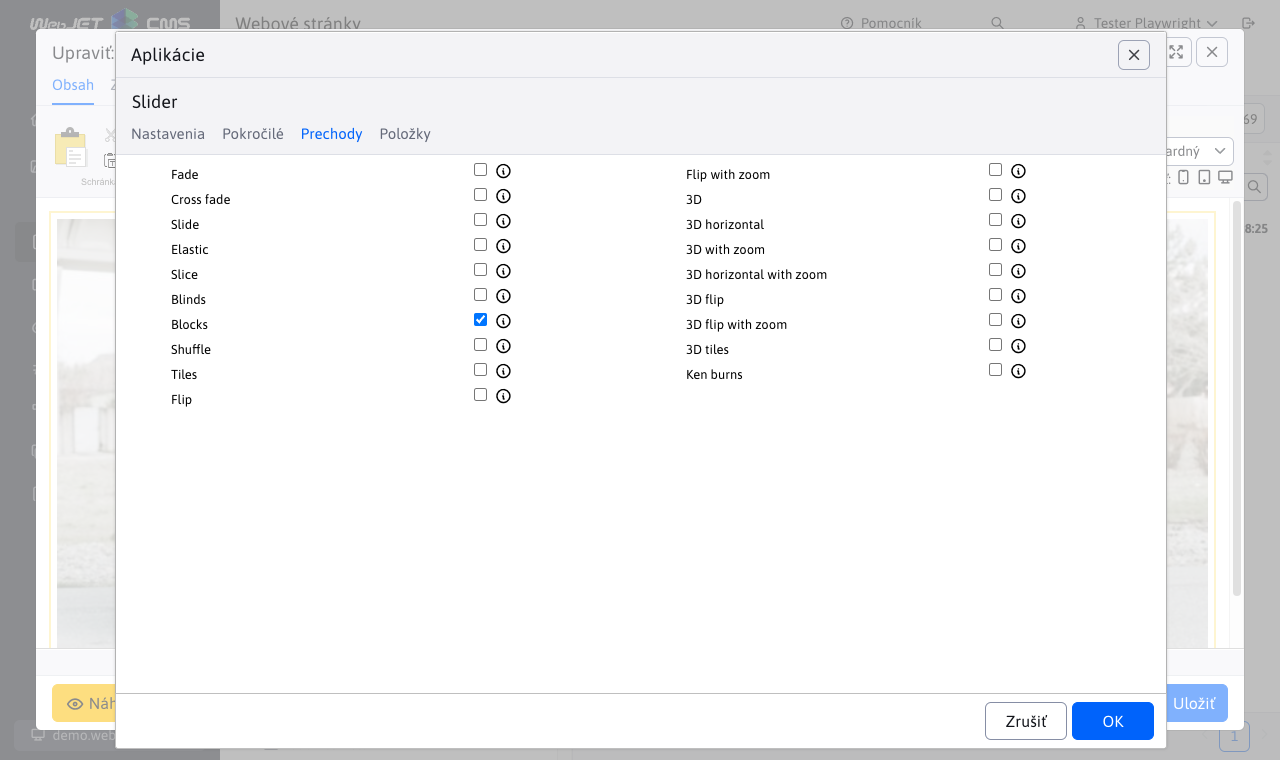 WebJET CMS
Webové stránky
Pomocník
Tester Playwright
Upraviť:
Aplikácie
Obsah
Slider
Nastavenia Pokročilé Prechody Položky
69
ardný
Schránka
8:25
Fade
Cross fade
Slide
Elastic
Slice
Blinds
Blocks
Shuffle
Tiles
Flip
Flip with zoom
3D
3D horizontal
3D with zoom
3D horizontal with zoom
3D flip
3D flip with zoom
3D tiles
Ken burns
Náh
Uložiť
Zrušiť
OK
demo.web
1